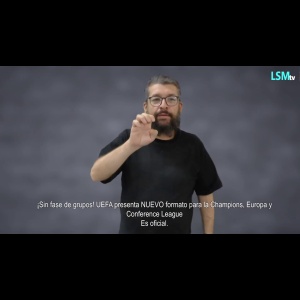 LSMtv
¡Sin fase de grupos! UEFA presenta NUEVO formato para la Champions, Europa y
Conference League
Es oficial.